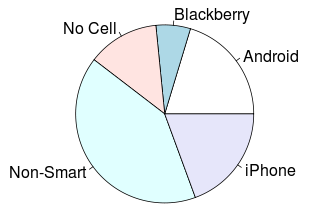 Blackberry
No Cell
Android
Non-Smart
iPhone